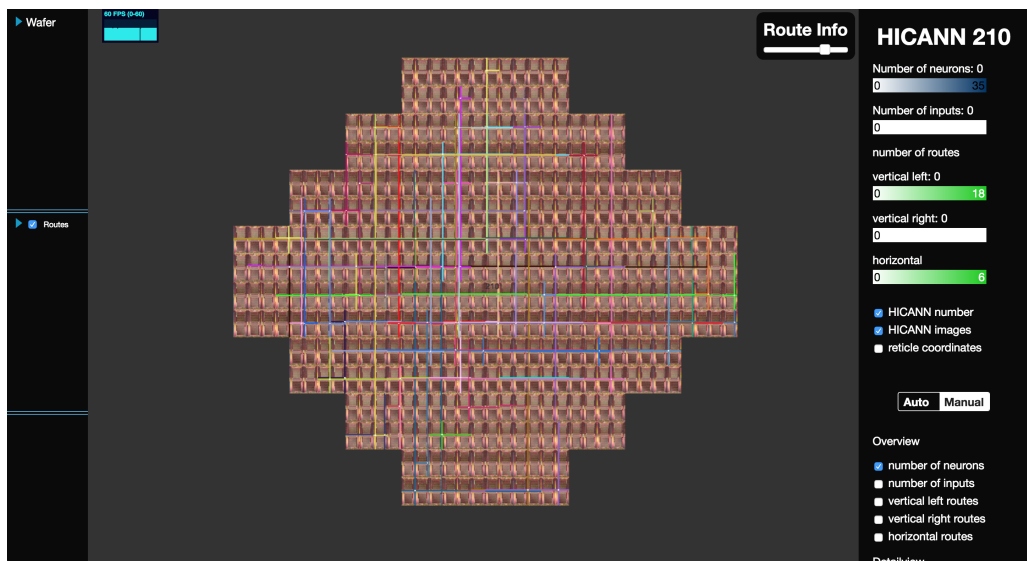 Wafer
Routes
60 FPS (0-60)
Route Info
210
HICANN 210
Number of neurons: 0
0 35
Number of inputs: 0
0
number of routes
vertical left: 0
0 18
vertical right: 0
0
horizontal
0 6
HICANN number
HICANN images
reticle coordinates
Auto Manual
Overview
number of neurons
number of inputs
vertical left routes
vertical right routes
horizontal routes
Detailview